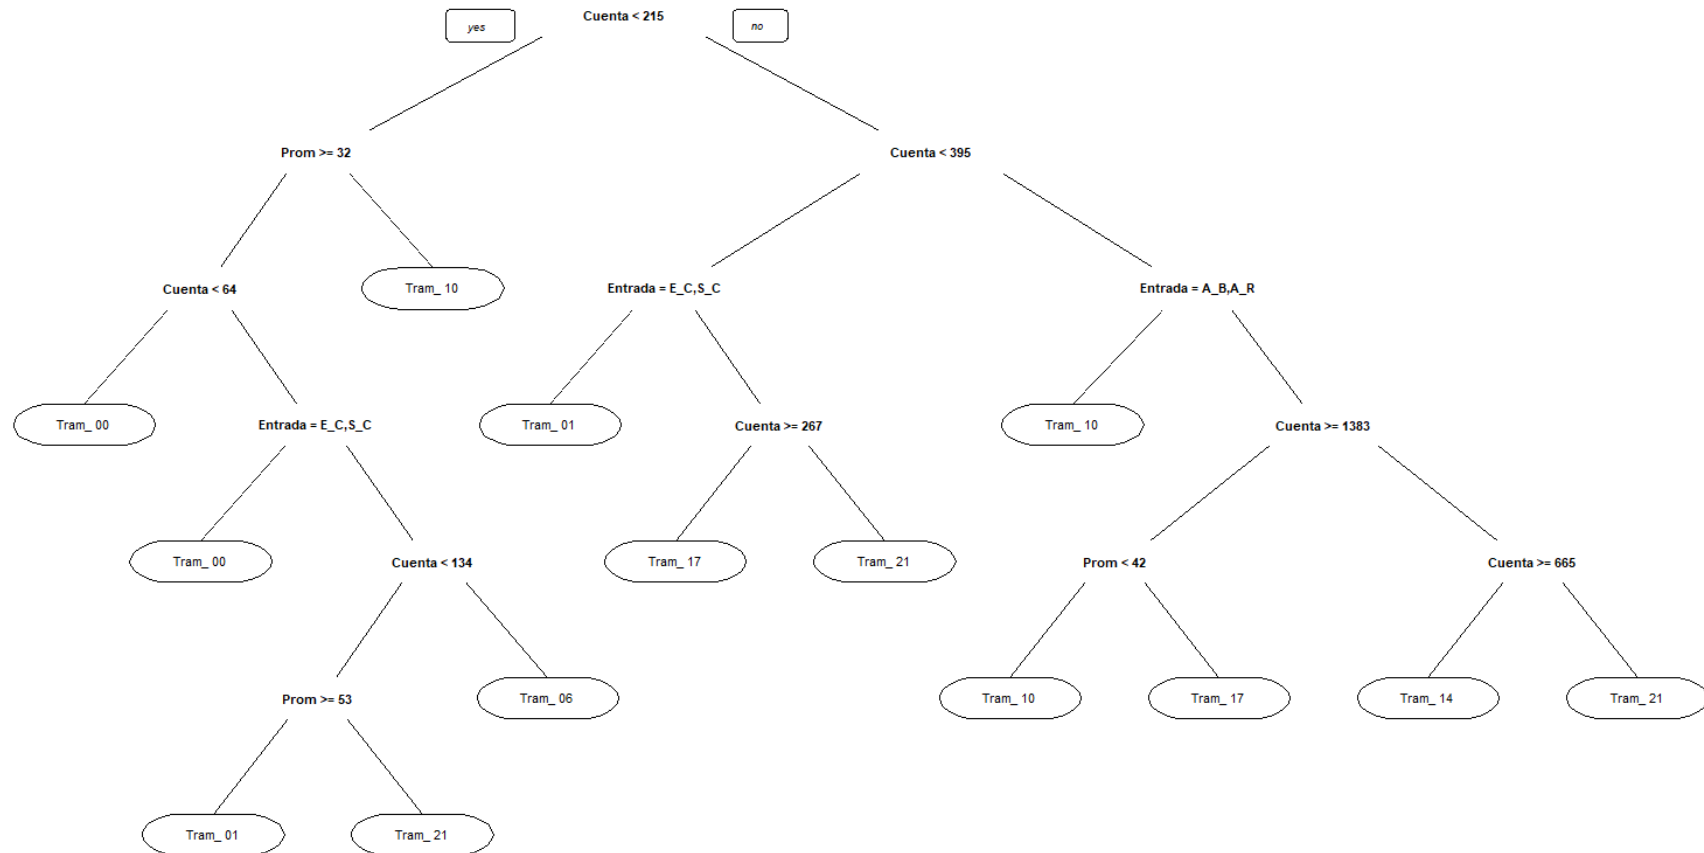 Cuenta < 215
yes
no
Prom >= 32
Cuenta < 395
Cuenta < 64
Tram_ 10
Entrada = E_C,S_C
Entrada = A_B,A_R
Tram_ 00
Entrada = E_C,S_C
Tram_ 01
Cuenta >= 267
Tram_ 10
Cuenta >= 1383
Tram_ 00
Cuenta < 134
Tram_ 17
Tram_ 21
Prom < 42
Cuenta >= 665
Prom >= 53
Tram_ 06
Tram_ 10
Tram_ 17
Tram_ 14
Tram_ 21
Tram_ 01
Tram_ 21